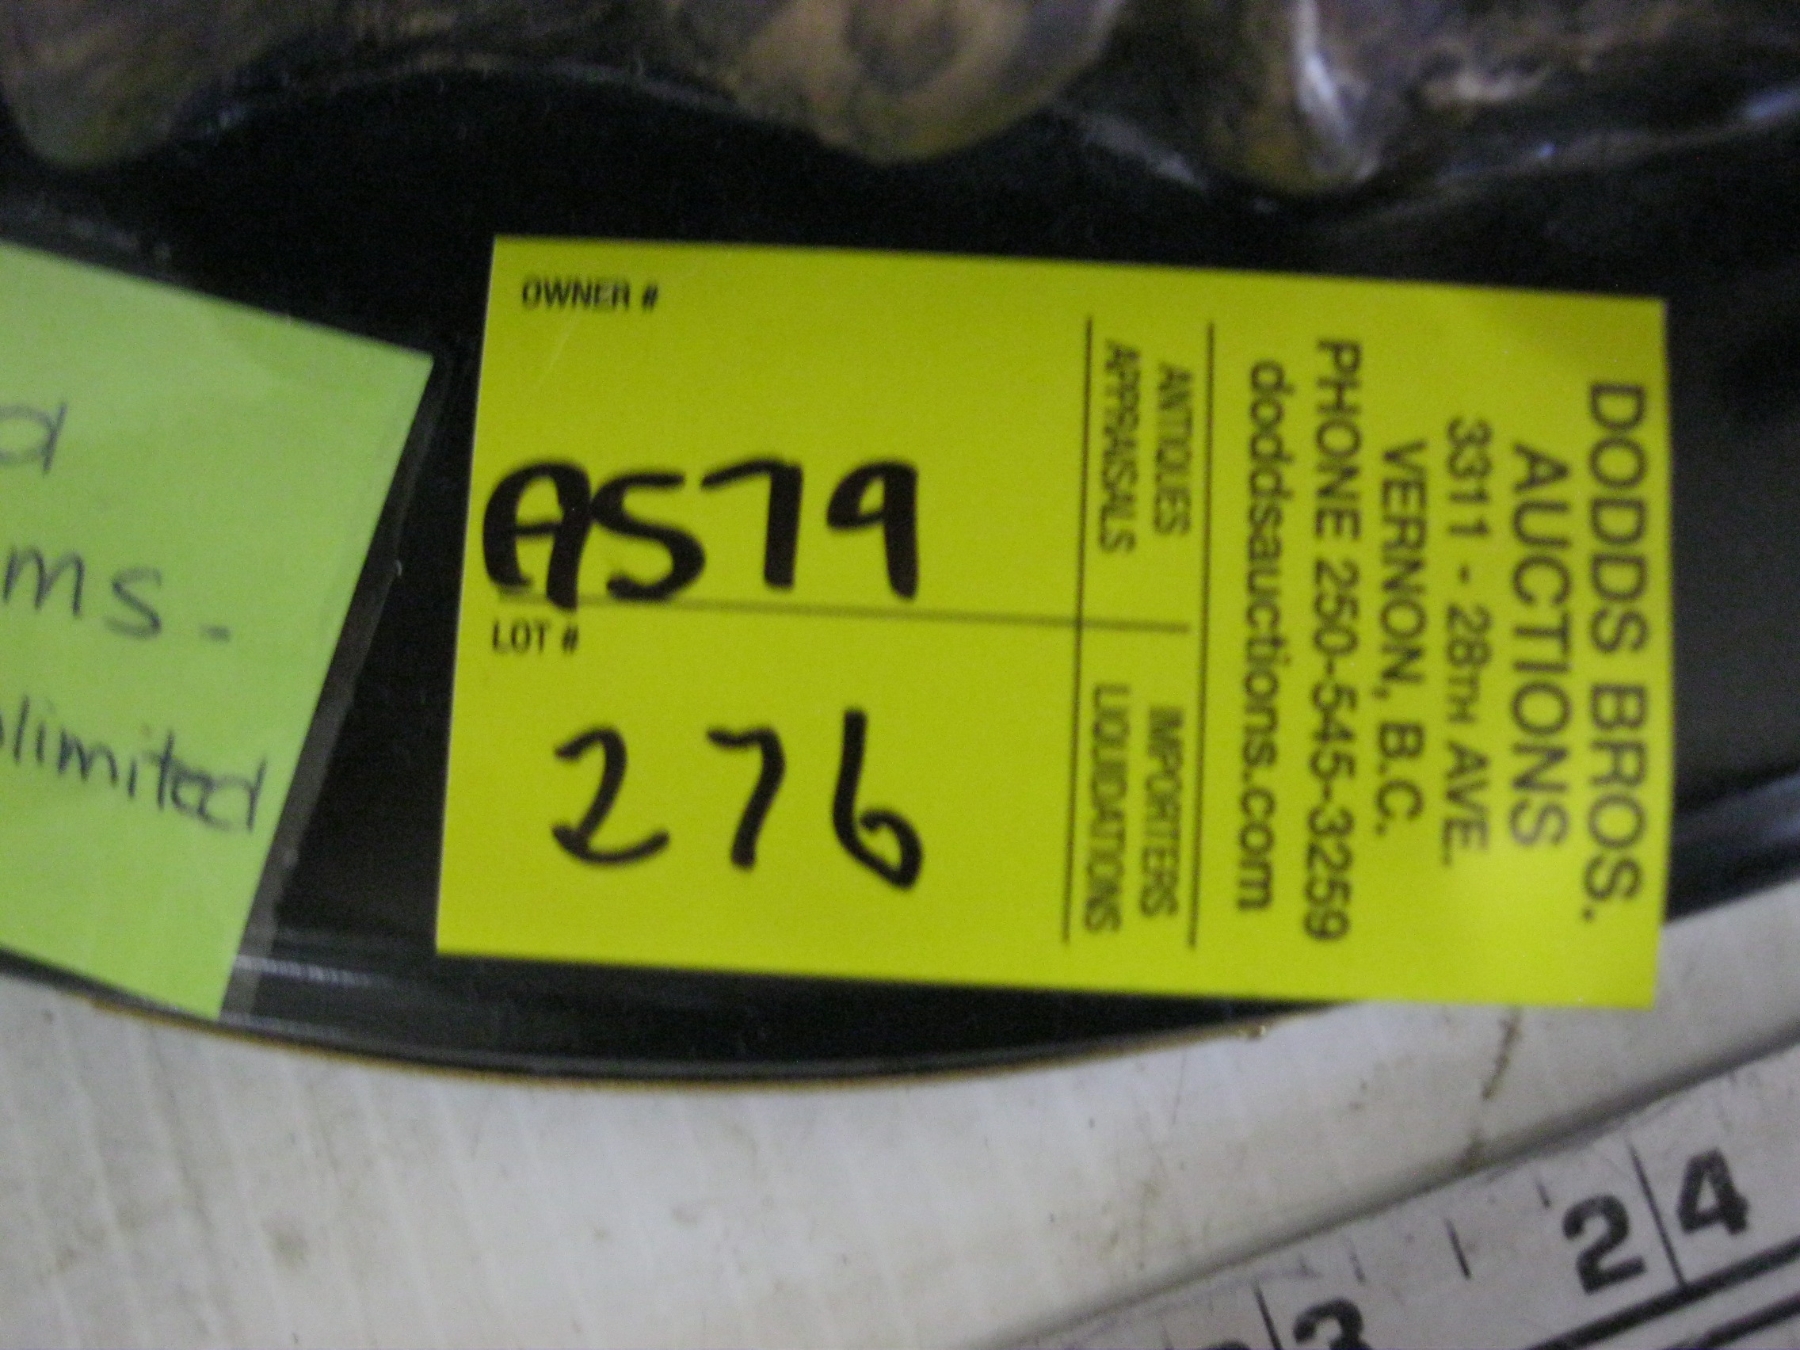 OWNER #
A579
LOT #
276
DODDS BROS.
AUCTIONS
3311 - 28TH AVE.
VERNON, B.C.
PHONE 250-545-3259
doddsauctions.com
ANTIQUES
APPRAISALS
IMPORTERS
LIQUIDATIONS
d
ms -
limited
24
3